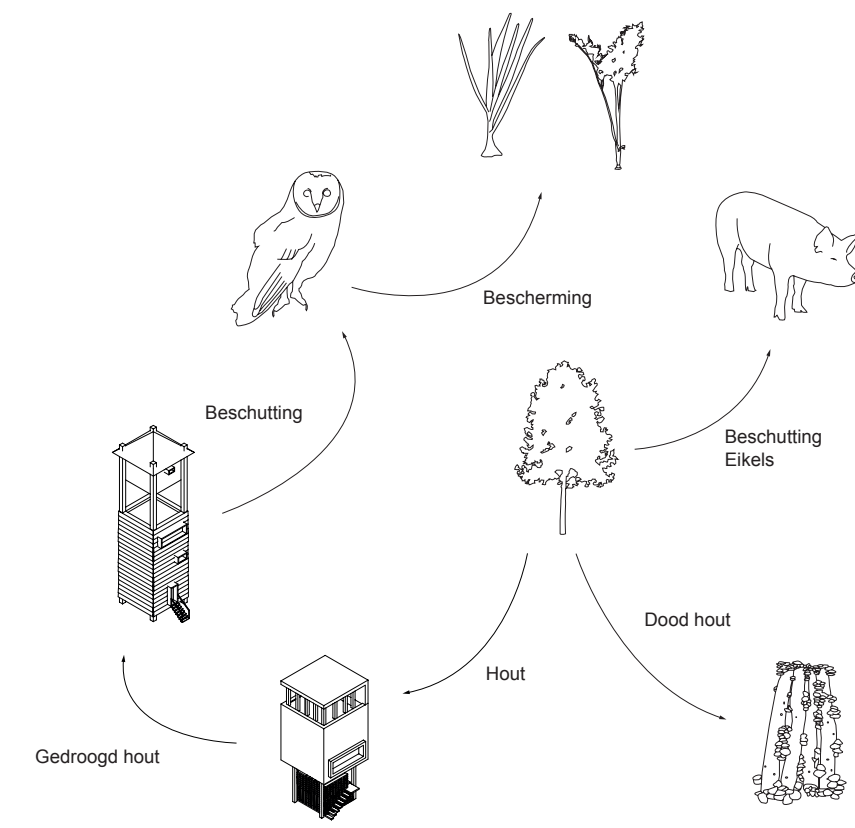 Bescherming
Beschutting
Beschutting
Eikels
Dood hout
Hout
Gedroogd hout